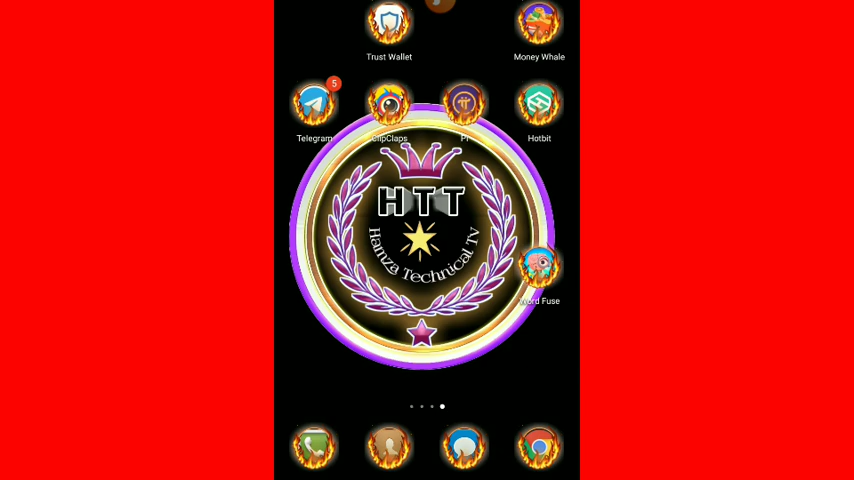 Trust Wallet
Money Whale
5
Telegram
ClipClaps
Pi
Hotbit
HTT
Hamza Technical Tv
Word Fuse